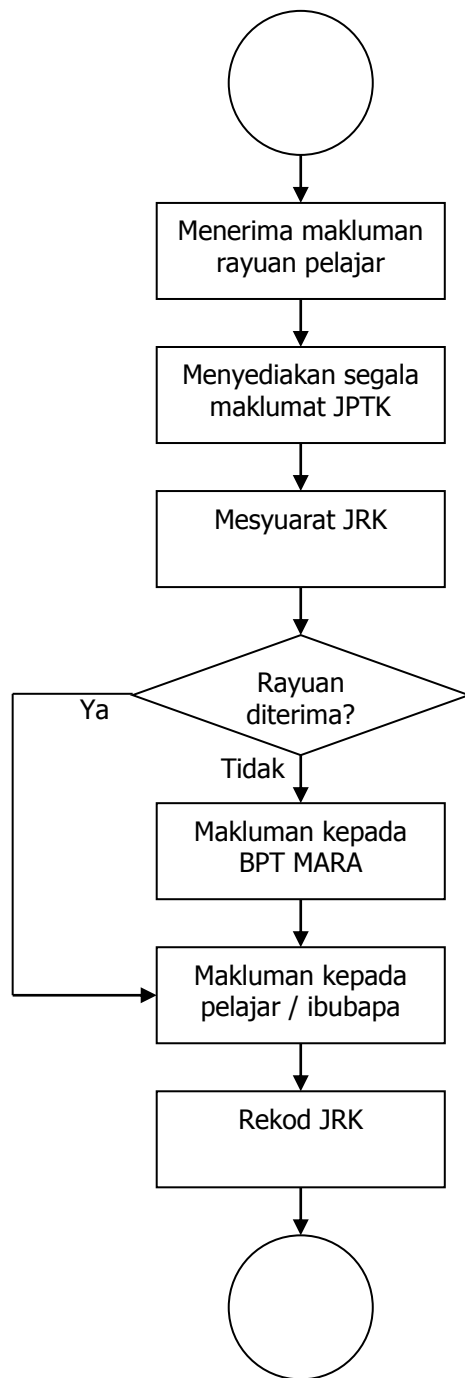 Menerima makluman
rayuan pelajar
Menyediakan segala
maklumat JPTK
Mesyuarat JRK
Rayuan
diterima?
Ya
Tidak
Makluman kepada
BPT MARA
Makluman kepada
pelajar / ibubapa
Rekod JRK